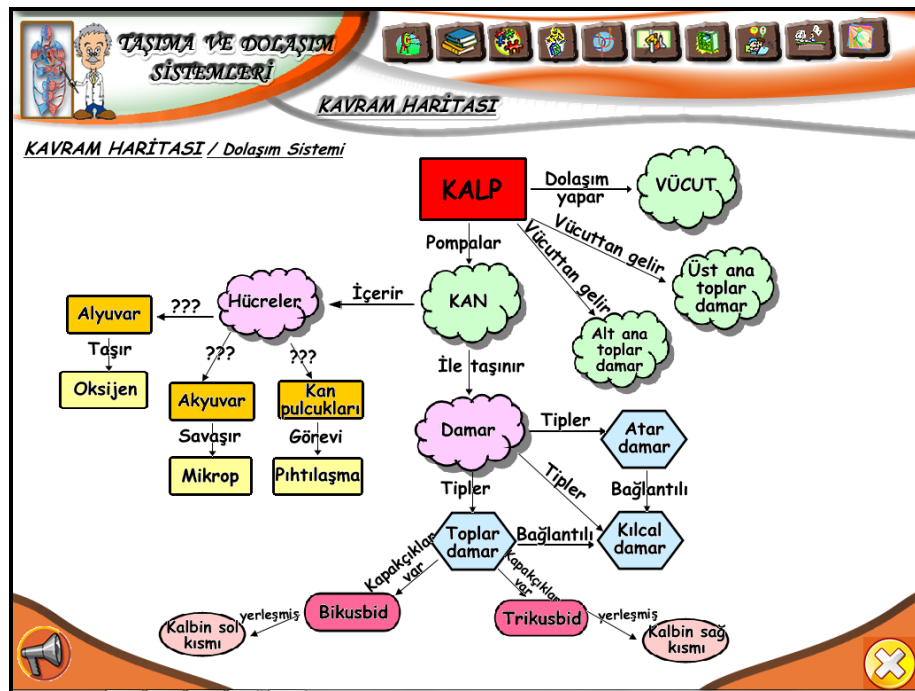 TAŞIMA VE DOLAŞIM
SİSTEMLERİ
KAVRAM HARİTASI
KAVRAM HARİTASI / Dolaşım Sistemi
KALP
Dolaşım
yapar
VÜCUT
Vücuttan gelir
Üst ana
toplar
damar
Vücuttan gelir
Alt ana
toplar
damar
Pompalar
KAN
İçerir
Hücreler
???
Alyuvar
Taşır
Oksijen
???
Akyuvar
Savaşır
Mikrop
???
Kan
pulcukları
Görevi
Pıhtılaşma
İle taşınır
Damar
Tipler
Atar
damar
Bağlantılı
Tipler
Kılcal
damar
Tipler
Toplar
damar
Bağlantılı
Kapakçıklar
var
Bikusbid
yerleşmiş
Kalbin sol
kısmı
Kapakçıklar
var
Trikusbid
yerleşmiş
Kalbin sağ
kısmı